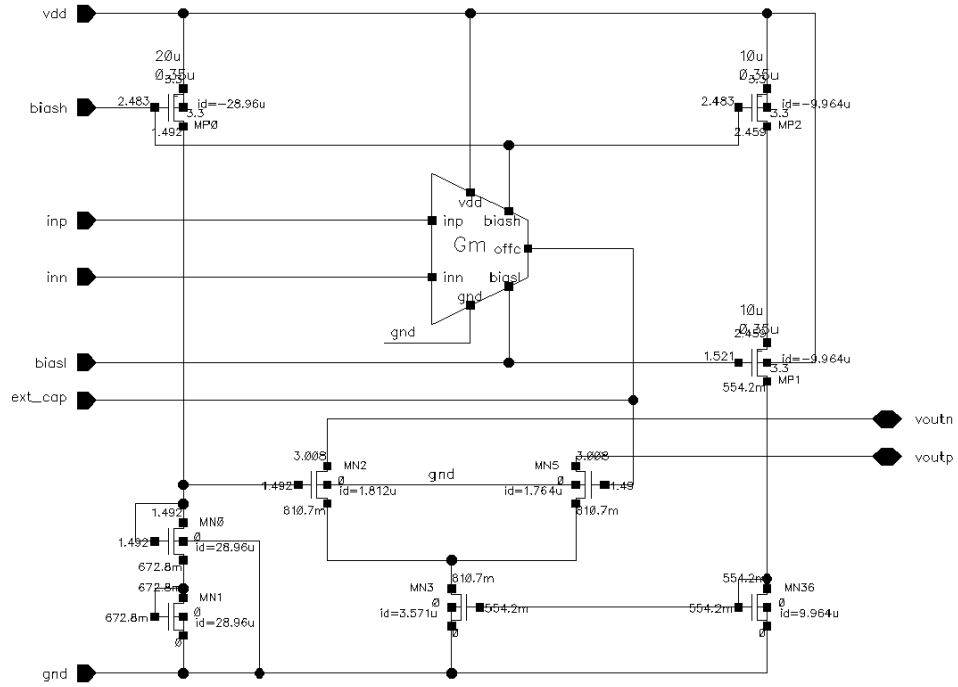 vdd
20u
0.35u
3.3
biash
2.483
id=-28.96u
3.3
1.492
MP0
10u
0.35u
3.3
2.483
id=-9.964u
3.3
2.459
MP2
inp
inn
vdd
biash
inp
Gm
offc
inn
biasl
gnd
gnd
10u
0.35u
2.459
biasl
1.521
id=-9.964u
3.3
554.2m
MP1
ext_cap
voutn
voutp
3.008
MN2
0
1.492
id=1.812u
810.7m
gnd
3.008
MN5
0
id=1.764u
1.49
810.7m
1.492
MN0
0
1.492
id=28.96u
672.8m
672.8m
MN1
0
672.8m
id=28.96u
0
810.7m
MN3
0
554.2m
id=3.571u
0
554.2m
MN36
0
554.2m
id=9.964u
0
gnd